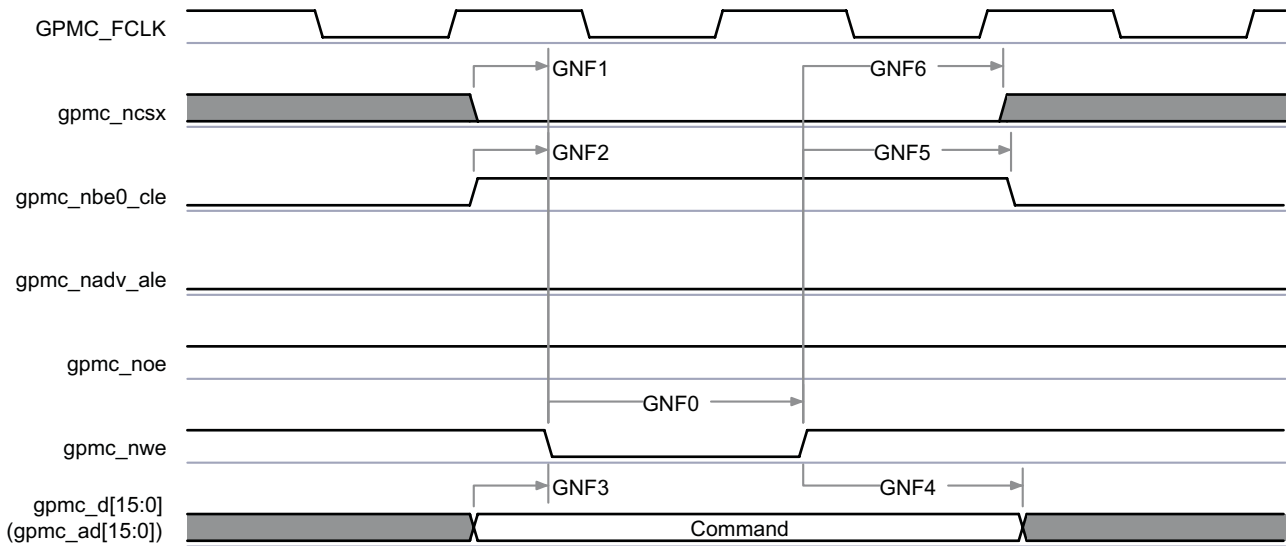 GPMC_FCLK
GNF1
GNF6
gpmc_ncsx
GNF2
GNF5
gpmc_nbe0_cle
gpmc_nadv_ale
gpmc_noe
GNF0
gpmc_nwe
GNF3
GNF4
gpmc_d[15:0]
(gpmc_ad[15:0])
Command